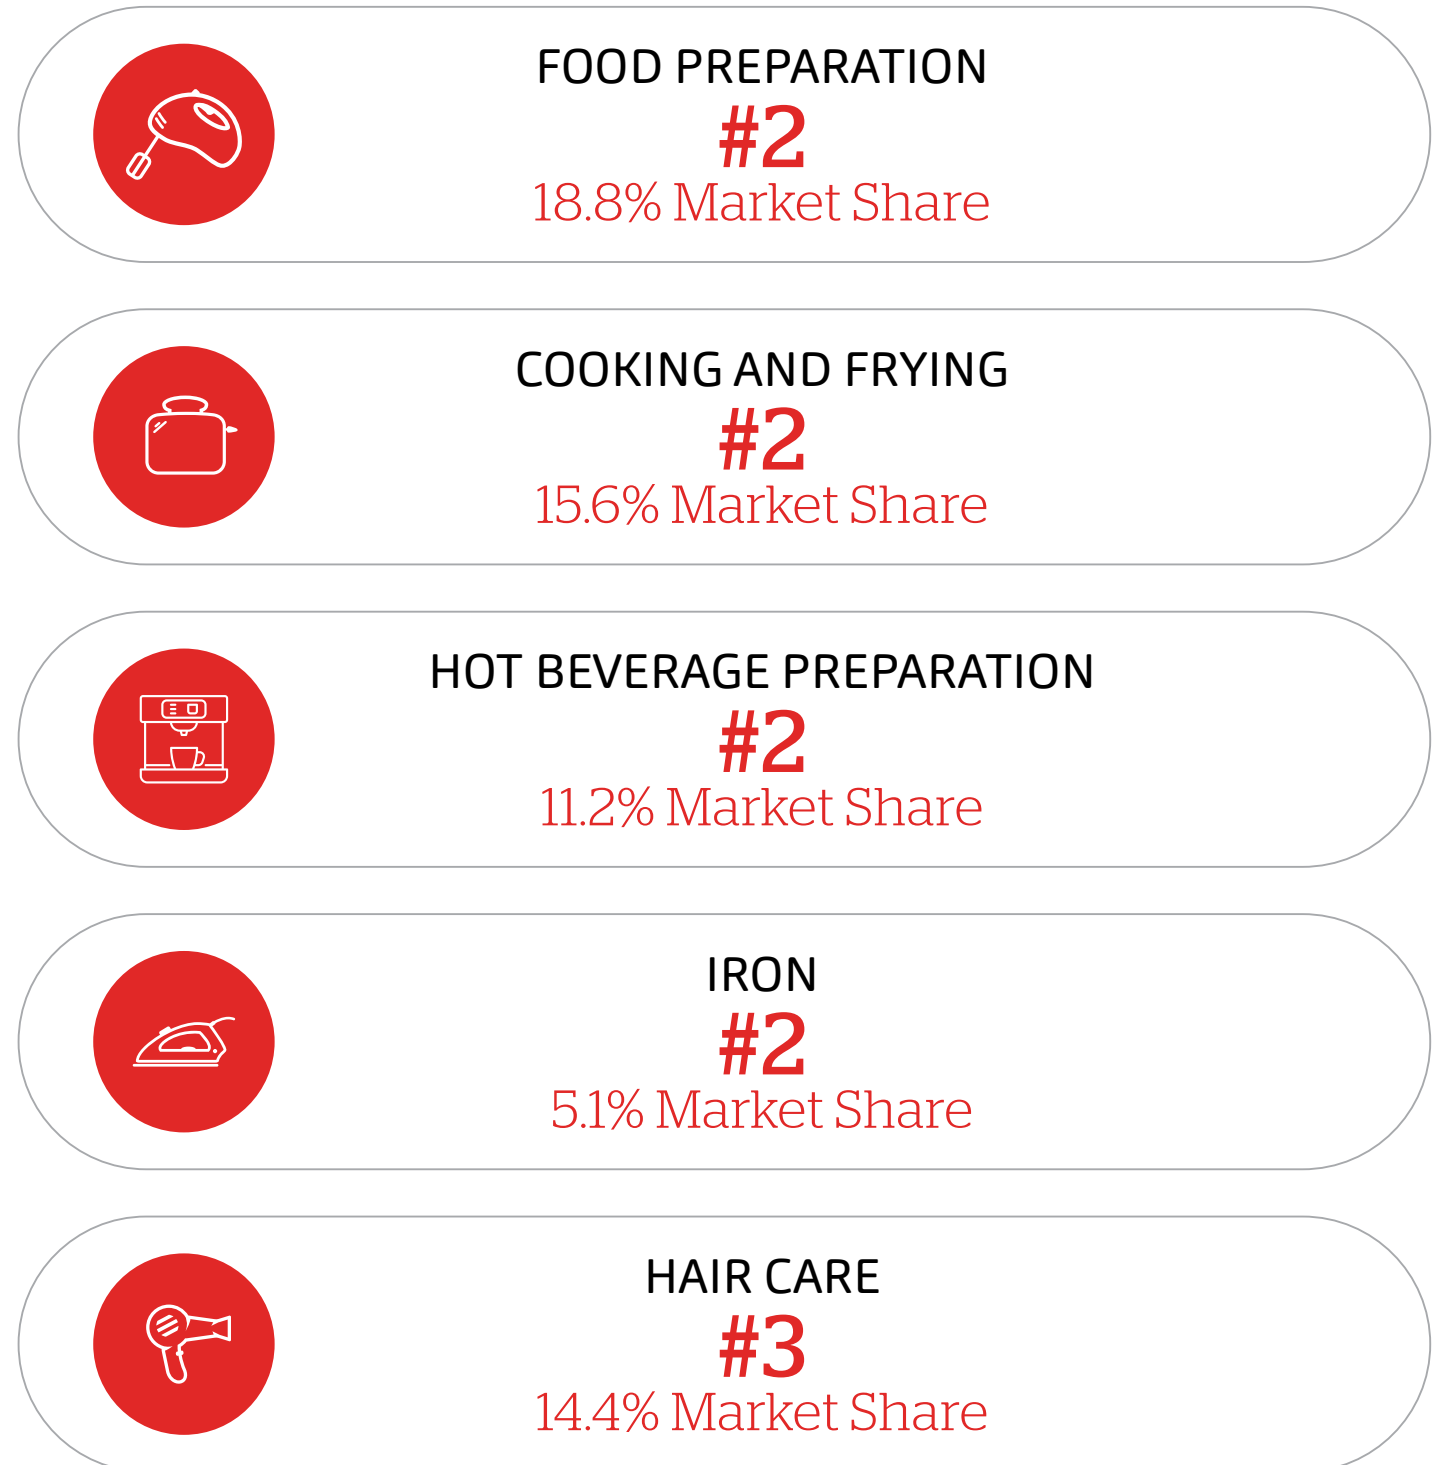 FOOD PREPARATION
#2
18.8% Market Share
COOKING AND FRYING
#2
15.6% Market Share
HOT BEVERAGE PREPARATION
#2
11.2% Market Share
IRON
#2
5.1% Market Share
HAIR CARE
#3
14.4% Market Share